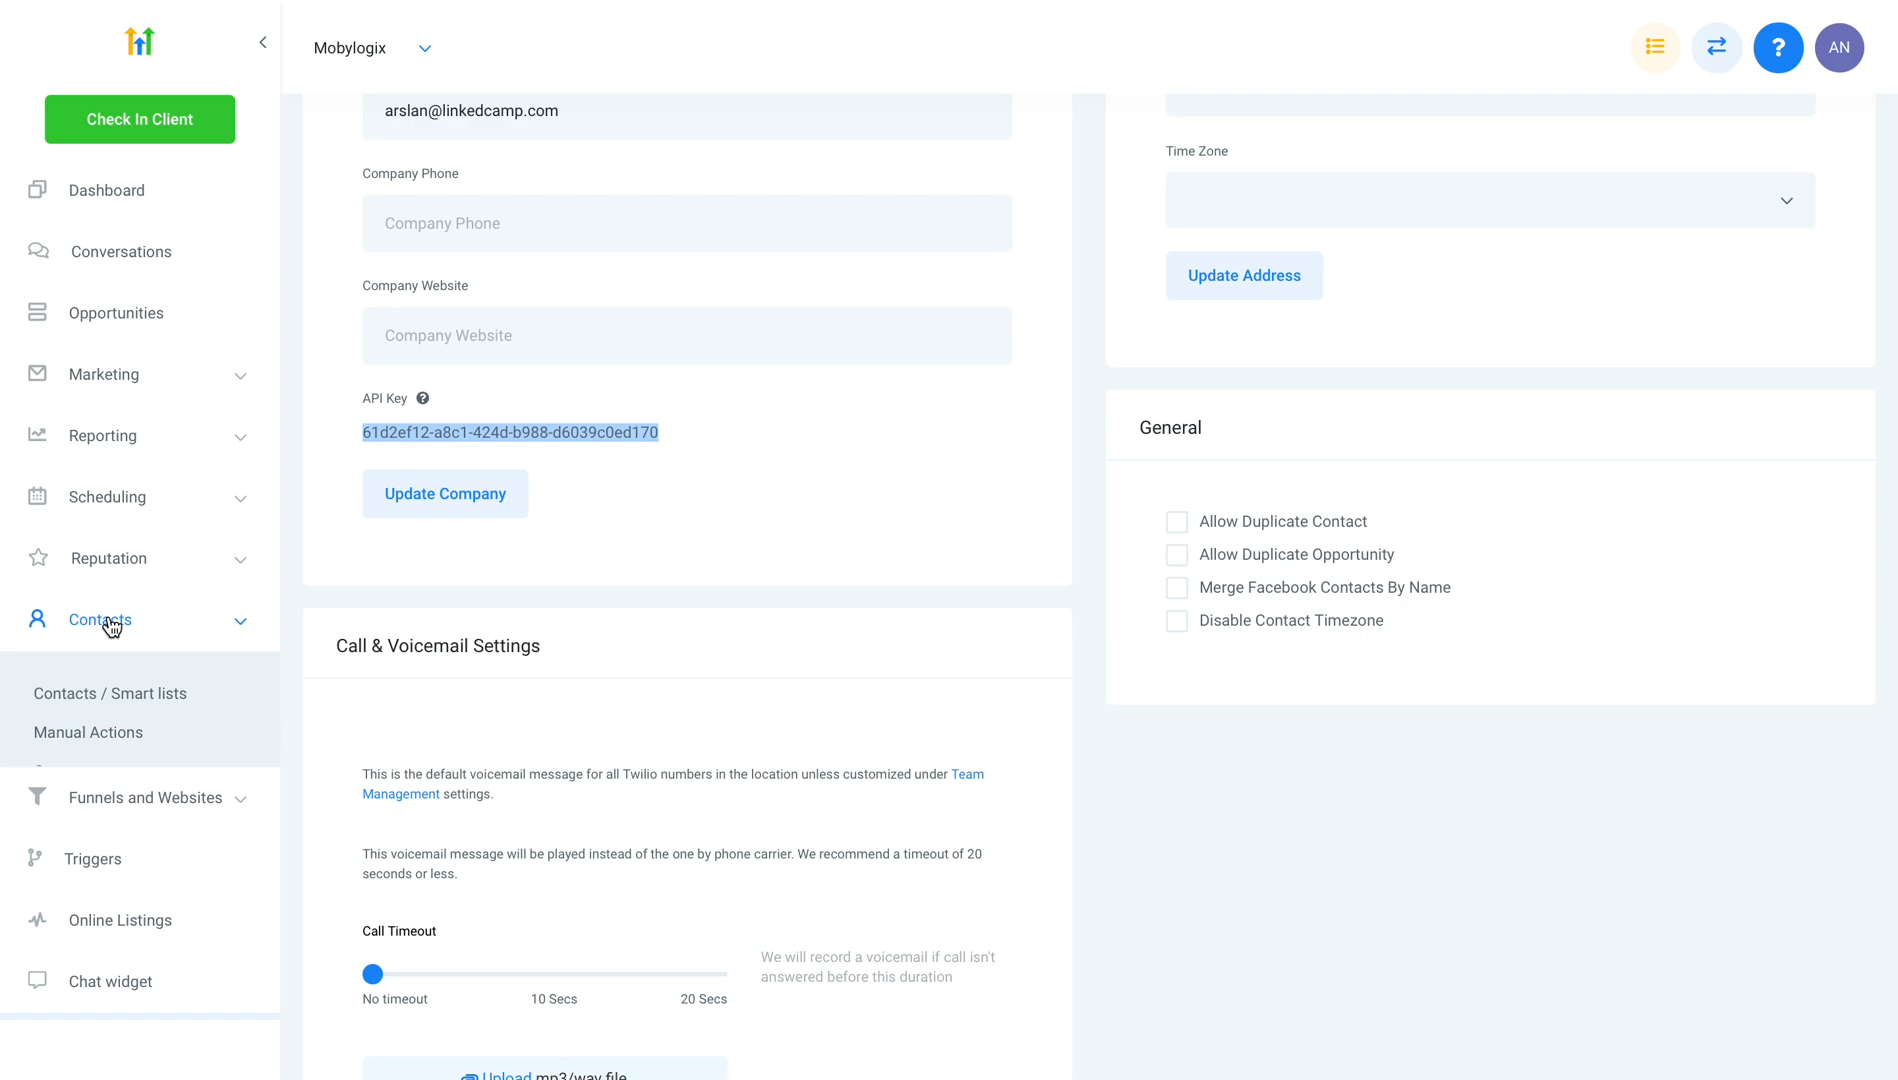 Check In Client
Dashboard
Conversations
Opportunities
Marketing
Reporting
Scheduling
Reputation
Contacts
Contacts / Smart lists
Manual Actions
Funnels and Websites
Triggers
Online Listings
Chat widget
Mobylogix
?
AN
arslan@linkedcamp.com
Company Phone
Company Phone
Company Website
Company Website
API Key ?
61d2ef12-a8c1-424d-b988-d6039c0ed170
Update Company
Call & Voicemail Settings
This is the default voicemail message for all Twilio numbers in the location unless customized under Team
Management settings.
This voicemail message will be played instead of the one by phone carrier. We recommend a timeout of 20
seconds or less.
Call Timeout
We will record a voicemail if call isn't
answered before this duration
No timeout 10 Secs 20 Secs
Upload mp3/wav file
Time Zone
Update Address
General
Allow Duplicate Contact
Allow Duplicate Opportunity
Merge Facebook Contacts By Name
Disable Contact Timezone